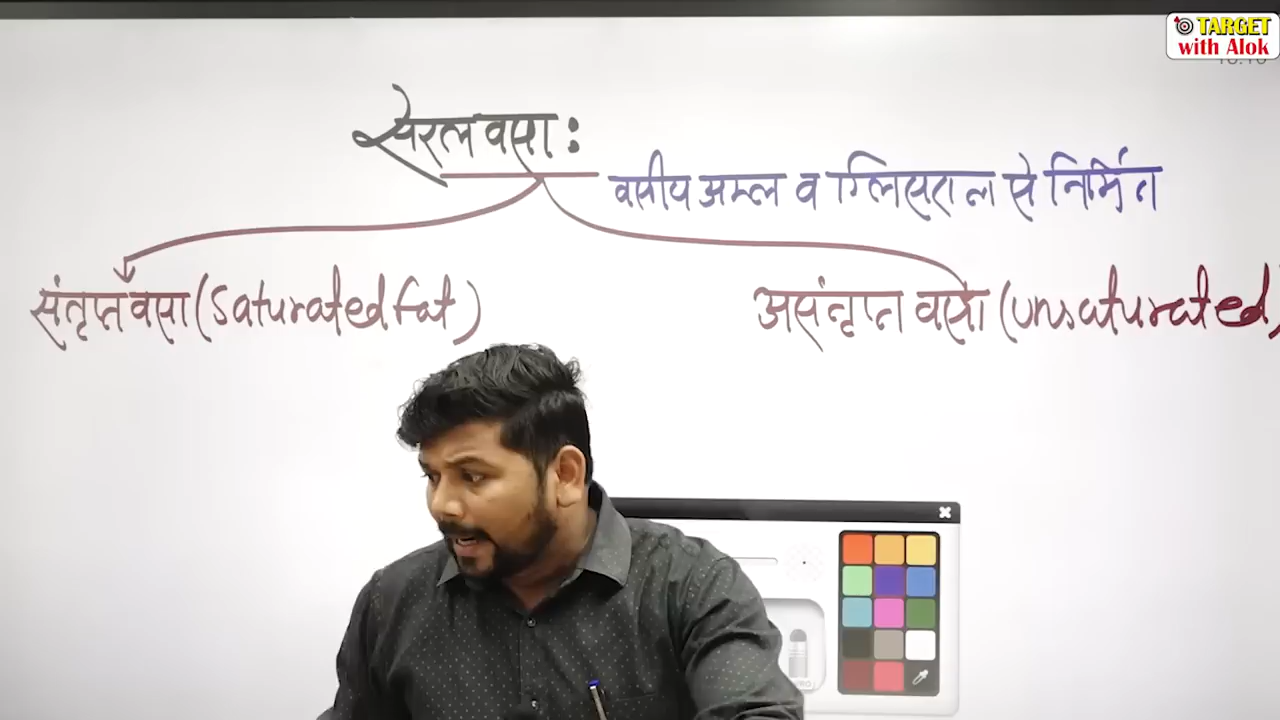 TARGET
with Alok
सरल वसा :
वसीय अम्ल व ग्लिसराल से निर्मित
संतृप्त वसा (Saturated Fat)
असंतृप्त वसा (Unsaturated)